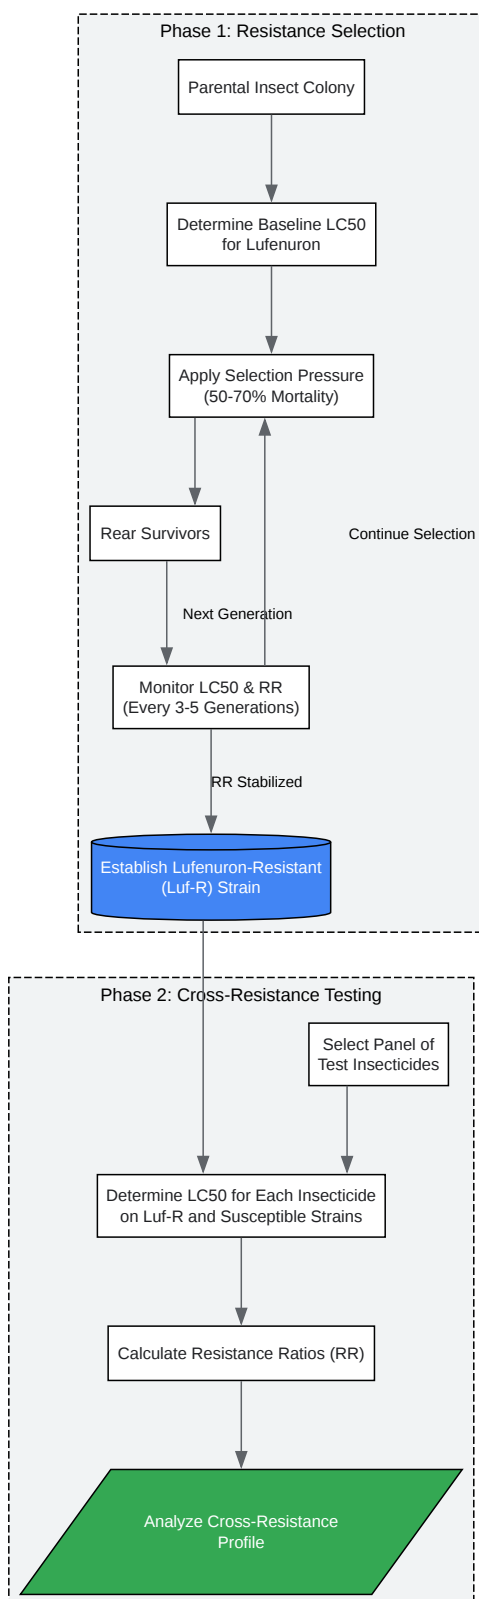 Phase 1: Resistance Selection
Parental Insect Colony
Determine Baseline LC50
for Lufenuron
Apply Selection Pressure
(50-70% Mortality)
Rear Survivors
Continue Selection
Next Generation
Monitor LC50 & RR
(Every 3-5 Generations)
RR Stabilized
Establish Lufenuron-Resistant
(Luf-R) Strain
Phase 2: Cross-Resistance Testing
Select Panel of
Test Insecticides
Determine LC50 for Each Insecticide
on Luf-R and Susceptible Strains
Calculate Resistance Ratios (RR)
Analyze Cross-Resistance
Profile